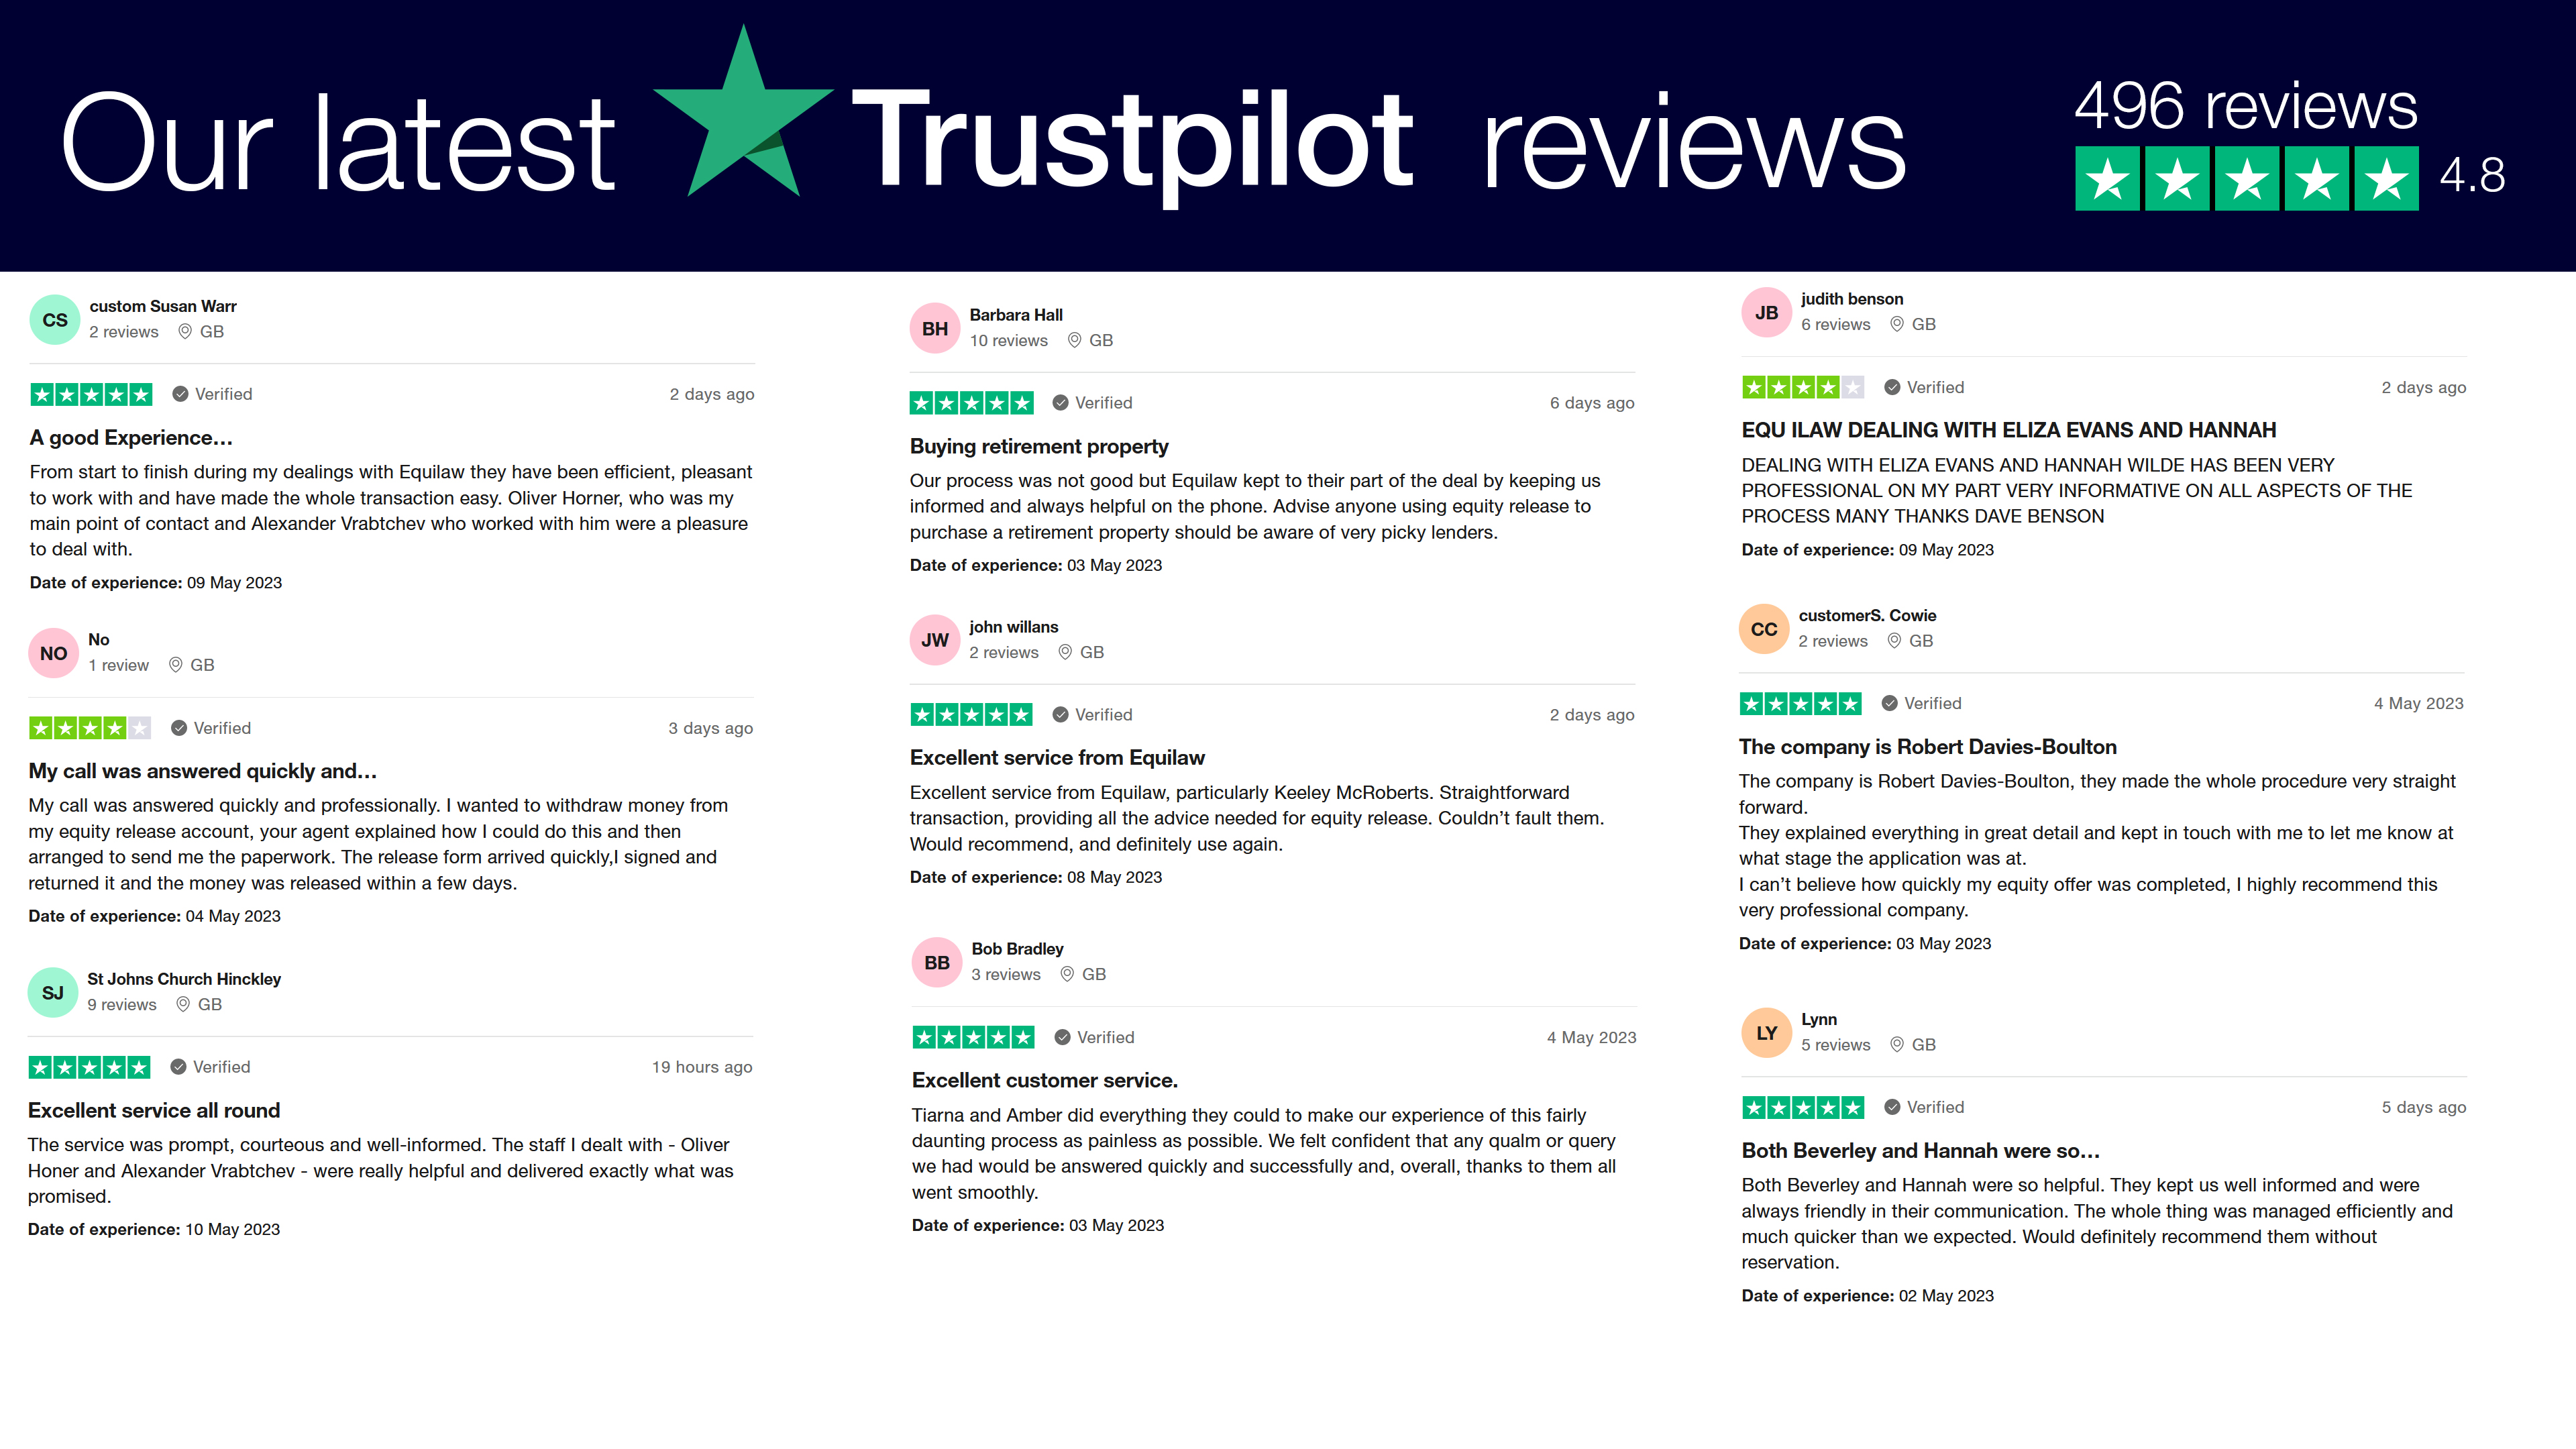 Our latest Trustpilot reviews
496 reviews
4.8
CS
custom Susan Warr
2 reviews GB
Verified
2 days ago
A good Experience…
From start to finish during my dealings with Equilaw they have been efficient, pleasant
to work with and have made the whole transaction easy. Oliver Horner, who was my
main point of contact and Alexander Vrabtchev who worked with him were a pleasure
to deal with.
Date of experience: 09 May 2023
NO
No
1 review GB
Verified
3 days ago
My call was answered quickly and…
My call was answered quickly and professionally. I wanted to withdraw money from
my equity release account, your agent explained how I could do this and then
arranged to send me the paperwork. The release form arrived quickly,I signed and
returned it and the money was released within a few days.
Date of experience: 04 May 2023
SJ
St Johns Church Hinckley
9 reviews GB
Verified
19 hours ago
Excellent service all round
The service was prompt, courteous and well-informed. The staff I dealt with - Oliver
Honer and Alexander Vrabtchev - were really helpful and delivered exactly what was
promised.
Date of experience: 10 May 2023
BH
Barbara Hall
10 reviews GB
Verified
6 days ago
Buying retirement property
Our process was not good but Equilaw kept to their part of the deal by keeping us
informed and always helpful on the phone. Advise anyone using equity release to
purchase a retirement property should be aware of very picky lenders.
Date of experience: 03 May 2023
JW
john willans
2 reviews GB
Verified
2 days ago
Excellent service from Equilaw
Excellent service from Equilaw, particularly Keeley McRoberts. Straightforward
transaction, providing all the advice needed for equity release. Couldn’t fault them.
Would recommend, and definitely use again.
Date of experience: 08 May 2023
BB
Bob Bradley
3 reviews GB
Verified
4 May 2023
Excellent customer service.
Tiarna and Amber did everything they could to make our experience of this fairly
daunting process as painless as possible. We felt confident that any qualm or query
we had would be answered quickly and successfully and, overall, thanks to them all
went smoothly.
Date of experience: 03 May 2023
JB
judith benson
6 reviews GB
Verified
2 days ago
EQU ILAW DEALING WITH ELIZA EVANS AND HANNAH
DEALING WITH ELIZA EVANS AND HANNAH WILDE HAS BEEN VERY
PROFESSIONAL ON MY PART VERY INFORMATIVE ON ALL ASPECTS OF THE
PROCESS MANY THANKS DAVE BENSON
Date of experience: 09 May 2023
CC
customerS. Cowie
2 reviews GB
Verified
4 May 2023
The company is Robert Davies-Boulton
The company is Robert Davies-Boulton, they made the whole procedure very straight
forward.
They explained everything in great detail and kept in touch with me to let me know at
what stage the application was at.
I can’t believe how quickly my equity offer was completed, I highly recommend this
very professional company.
Date of experience: 03 May 2023
LY
Lynn
5 reviews GB
Verified
5 days ago
Both Beverley and Hannah were so…
Both Beverley and Hannah were so helpful. They kept us well informed and were
always friendly in their communication. The whole thing was managed efficiently and
much quicker than we expected. Would definitely recommend them without
reservation.
Date of experience: 02 May 2023